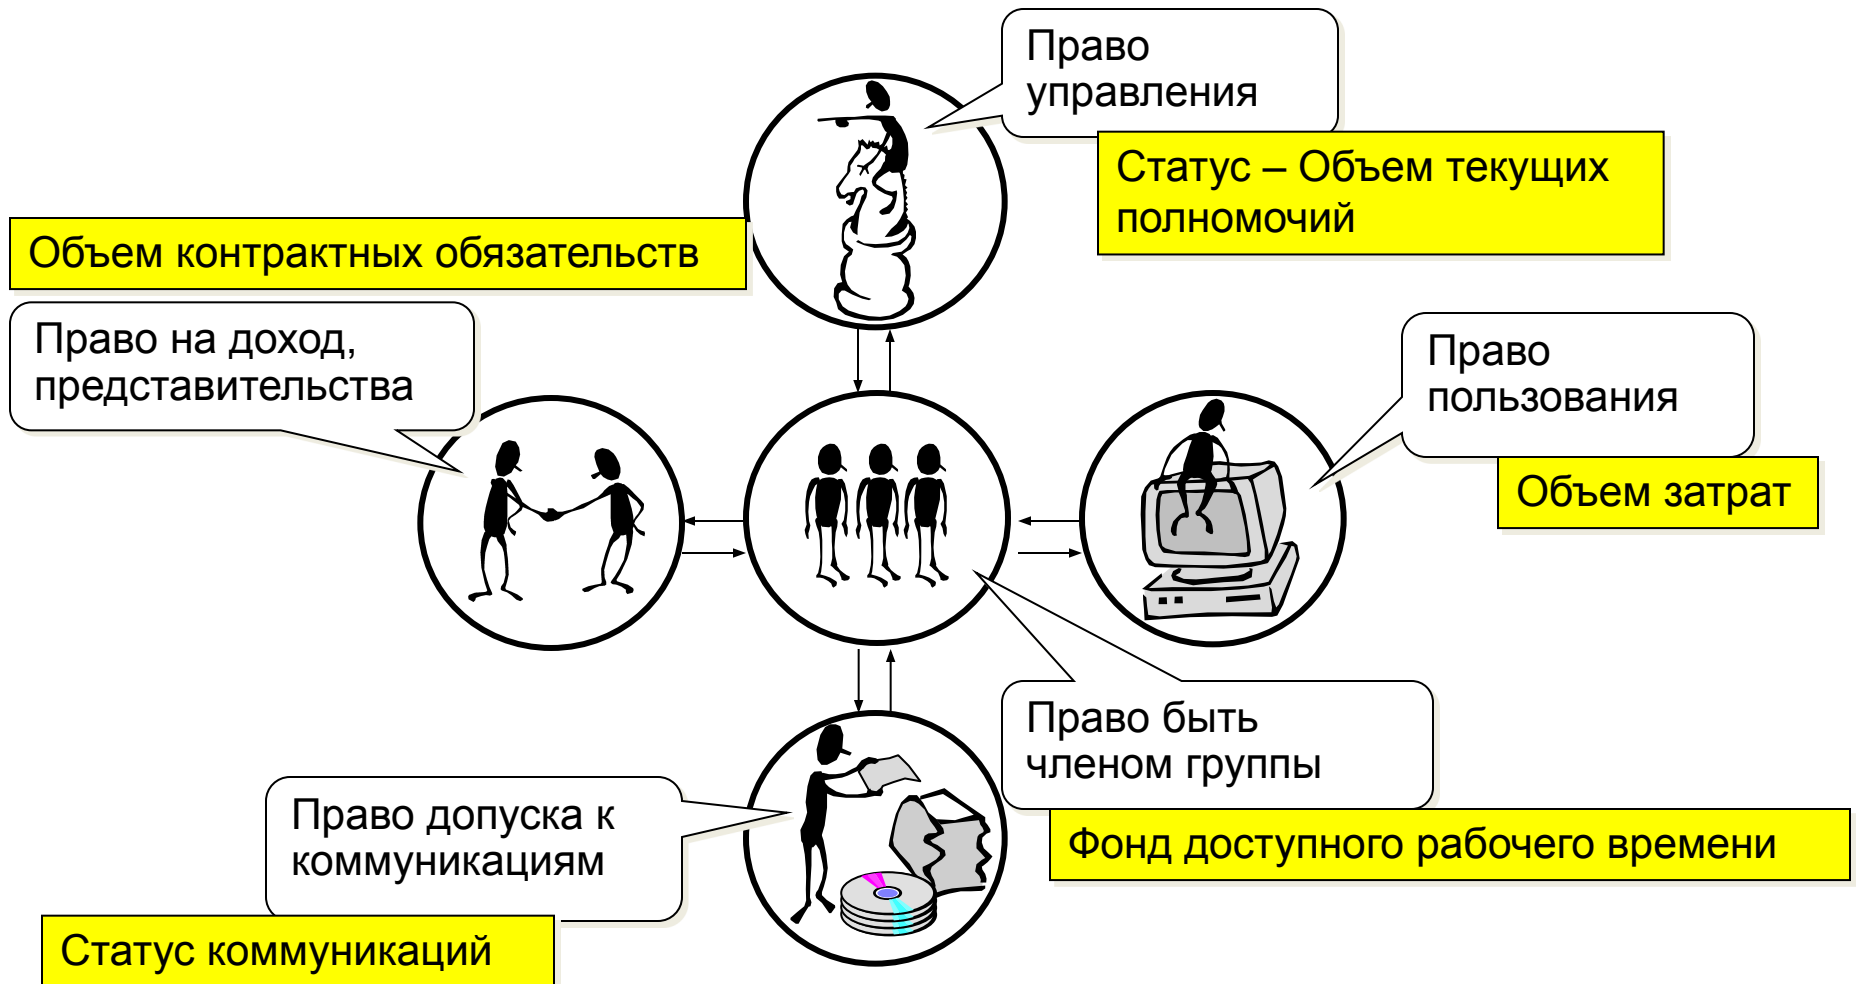 Право
управления
Статус – Объем текущих
полномочий
Объем контрактных обязательств
Право на доход,
представительства
Право
пользования
Объем затрат
Право быть
членом группы
Фонд доступного рабочего времени
Право допуска к
коммуникациям
Статус коммуникаций